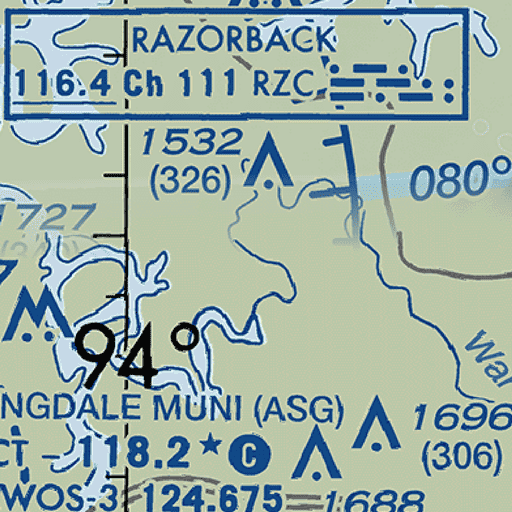 RAZORBACK
116.4 Ch 111 RZC
1532
(326)
080°
1727
94°
NGDALE MUNI (ASG)
1696
(306)
CT - 118.2 ★ C
WOS-3 124.675
1688